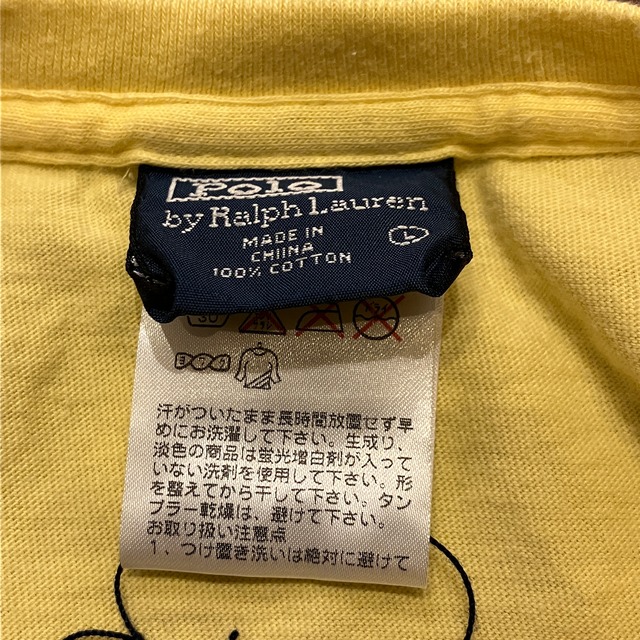 Polo
by Ralph Lauren
MADE IN
CHIINA
100% COTTON
L
30
汗がついたまま長時間放置せず早
めにお洗濯して下さい。生成り、
淡色の商品は蛍光増白剤が入って
いない洗剤を使用して下さい。形
を整えてから干して下さい。タン
ブラー乾燥は、避けて下さい。
お取り扱い注意点
1、つけ置き洗いは絶対に避けて